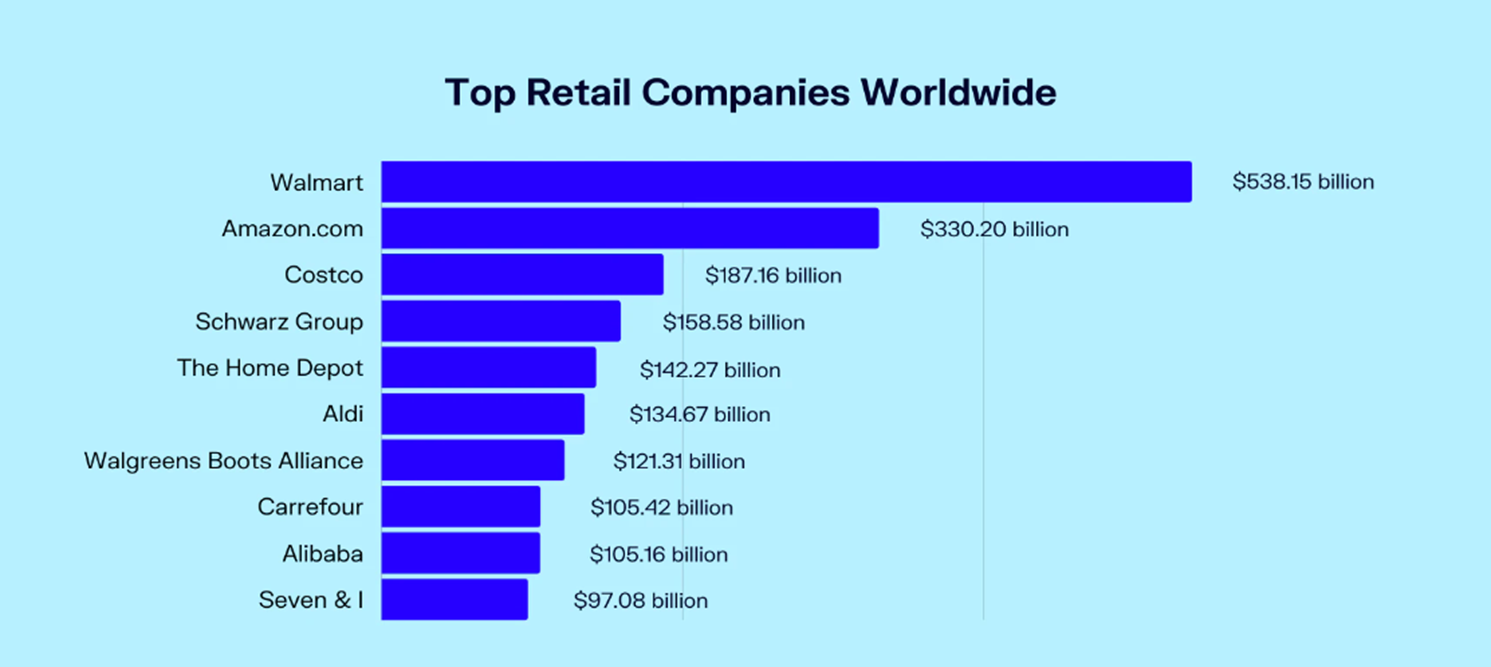 Top Retail Companies Worldwide
Walmart $538.15 billion
Amazon.com $330.20 billion
Costco $187.16 billion
Schwarz Group $158.58 billion
The Home Depot $142.27 billion
Aldi $134.67 billion
Walgreens Boots Alliance $121.31 billion
Carrefour $105.42 billion
Alibaba $105.16 billion
Seven & I $97.08 billion